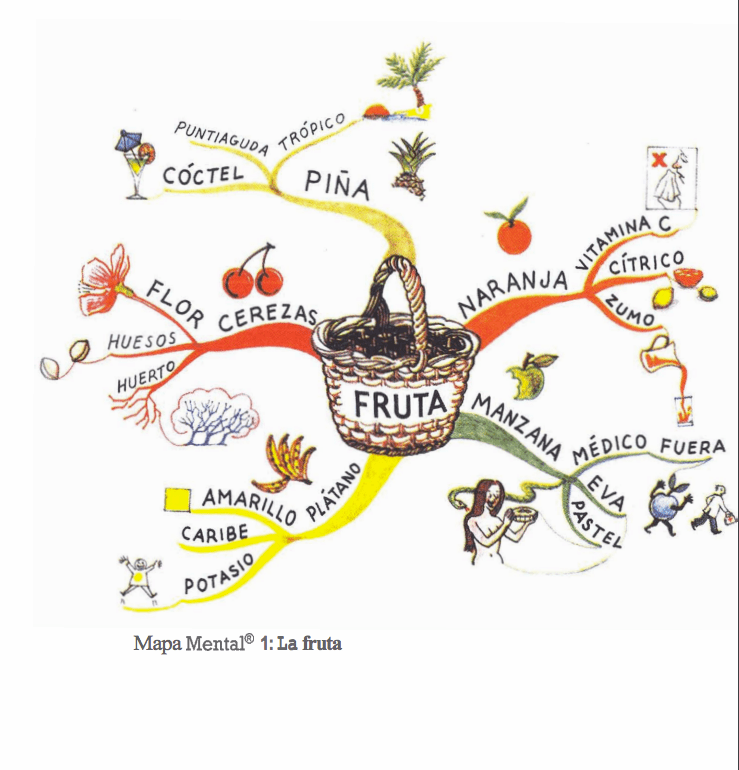 PUNTIAGUDA
TRÓPICO
CÓCTEL
PIÑA
VITAMINA C
CÍTRICO
NARANJA
ZUMO
FLOR
CEREZAS
HUESOS
HUERTO
FRUTA
MANZANA
MÉDICO FUERA
EVA
PASTEL
AMARILLO
PLÁTANO
CARIBE
POTASIO
Mapa Mental® 1: La fruta